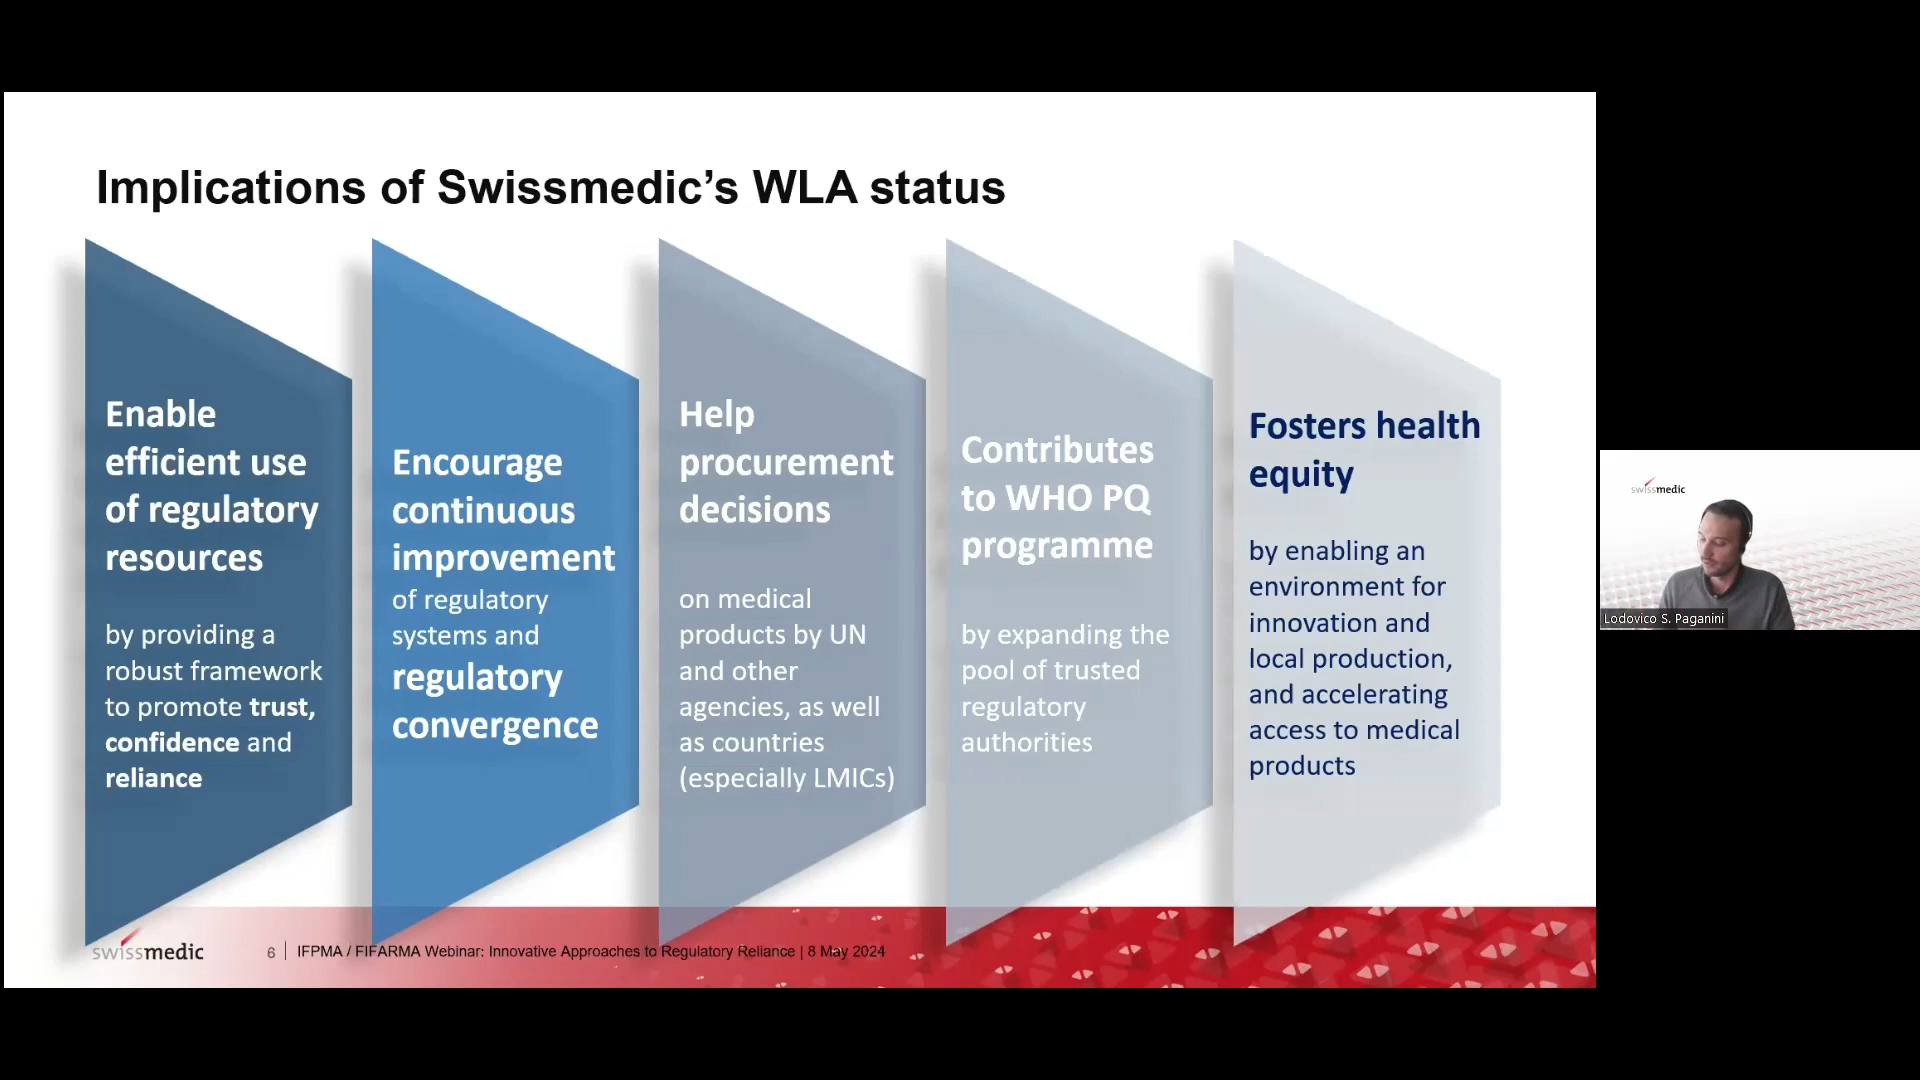 Implications of Swissmedic’s WLA status
Enable
efficient use
of regulatory
resources
by providing a
robust framework
to promote trust,
confidence and
reliance
Encourage
continuous
improvement
of regulatory
systems and
regulatory
convergence
Help
procurement
decisions
on medical
products by UN
and other
agencies, as well
as countries
(especially LMICs)
Contributes
to WHO PQ
programme
by expanding the
pool of trusted
regulatory
authorities
Fosters health
equity
by enabling an
environment for
innovation and
local production,
and accelerating
access to medical
products
swissmedic
6 | IFPMA / FIFARMA Webinar: Innovative Approaches to Regulatory Reliance | 8 May 2024
swissmedic
Lodovico S. Paganini